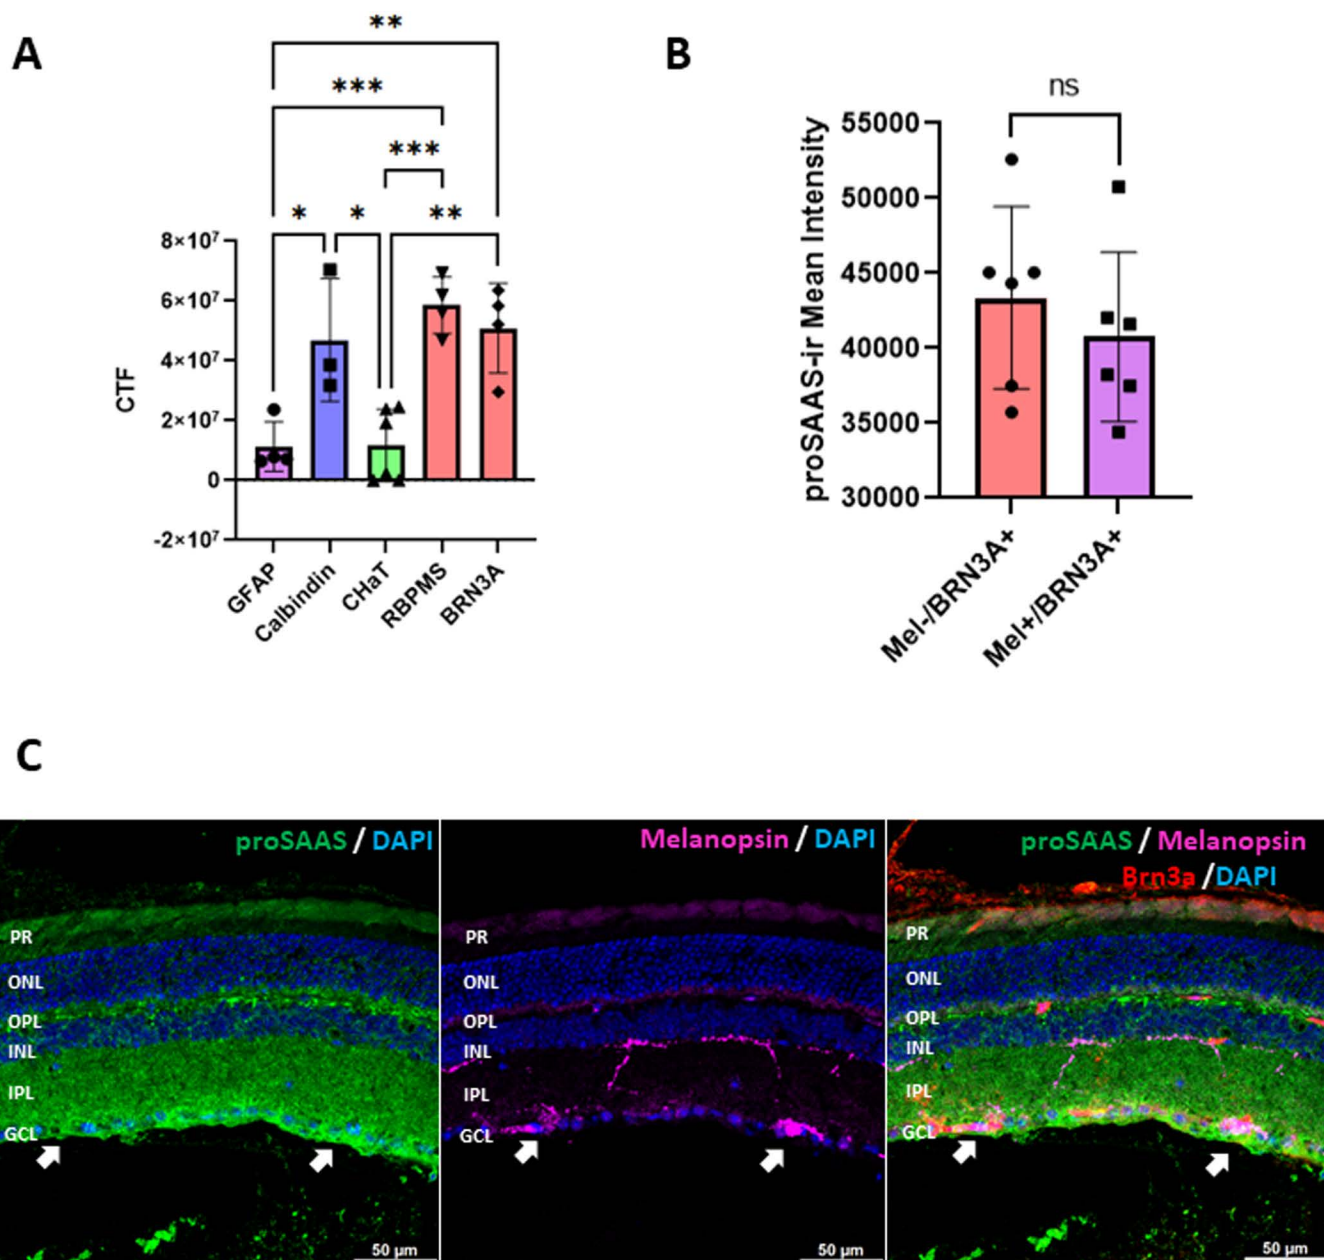 A
**
***
***
* * **
CTF
8×10⁷
6×10⁷
4×10⁷
2×10⁷
0
-2×10⁷
GFAP
Calbindin
CHaT
RBPMS
BRN3A
B
ns
proSAAS-ir Mean Intensity
55000
50000
45000
40000
35000
30000
Mel-/BRN3A+
Mel+/BRN3A+
C
proSAAS / DAPI
PR
ONL
OPL
INL
IPL
GCL
50 µm
Melanopsin / DAPI
PR
ONL
OPL
INL
IPL
GCL
50 µm
proSAAS / Melanopsin
Brn3a /DAPI
PR
ONL
OPL
INL
IPL
GCL
50 µm